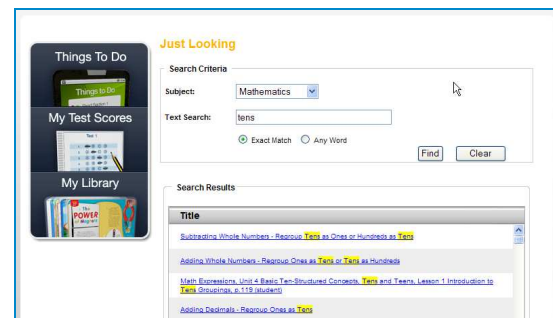 Just Looking
Things To Do
Things to Do
My Test Scores
Test 1
My Library
The
POWER
Search Criteria
Subject: Mathematics
Text Search: tens
Exact Match Any Word
Find Clear
Search Results
Title
Subtracting Whole Numbers - Regroup Tens as Ones or Hundreds as Tens
Adding Whole Numbers - Regroup Ones as Tens or Tens as Hundreds
Math Expressions, Unit 4 Basic Ten-Structured Concepts, Tens and Teens, Lesson 1 Introduction to
Tens Groupings, p.119 (student)
Adding Decimals - Regroup Ones as Tens